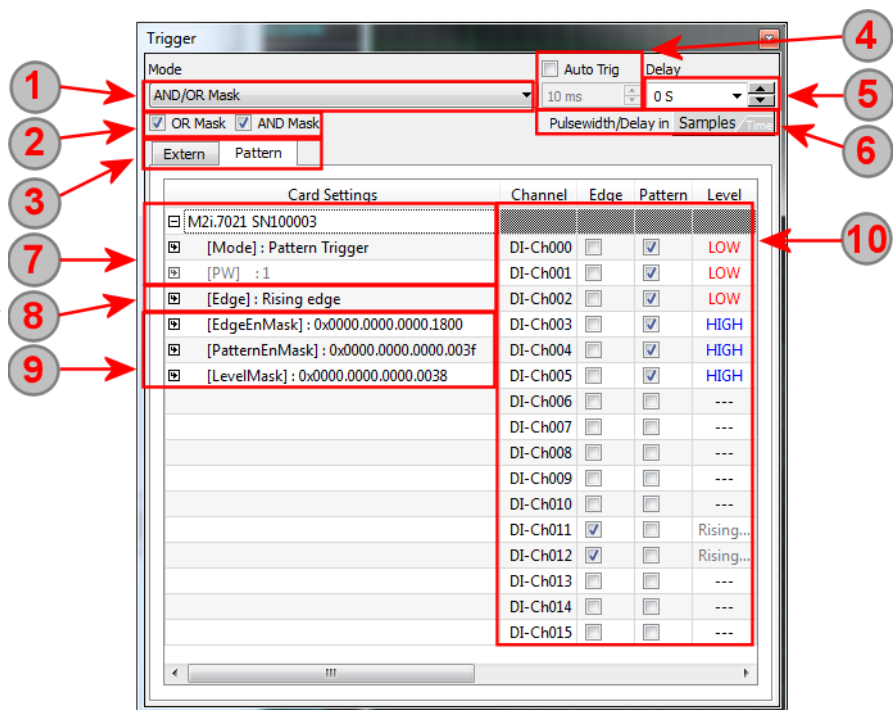 Trigger
4
Mode
Auto Trig Delay
1
AND/OR Mask
10 ms
0 S
5
2
OR Mask AND Mask
Pulsewidth/Delay in Samples Time
6
3
Extern Pattern
Card Settings Channel Edge Pattern Level
M2i.7021 SN100003
10
7
[Mode] : Pattern Trigger DI-Ch000 LOW
[PW] : 1 DI-Ch001 LOW
8
[Edge] : Rising edge DI-Ch002 LOW
[EdgeEnMask] : 0x0000.0000.0000.1800 DI-Ch003 HIGH
9
[PatternEnMask] : 0x0000.0000.0000.003f DI-Ch004 HIGH
[LevelMask] : 0x0000.0000.0000.0038 DI-Ch005 HIGH
DI-Ch006 ---
DI-Ch007 ---
DI-Ch008 ---
DI-Ch009 ---
DI-Ch010 ---
DI-Ch011 Rising...
DI-Ch012 Rising...
DI-Ch013 ---
DI-Ch014 ---
DI-Ch015 ---